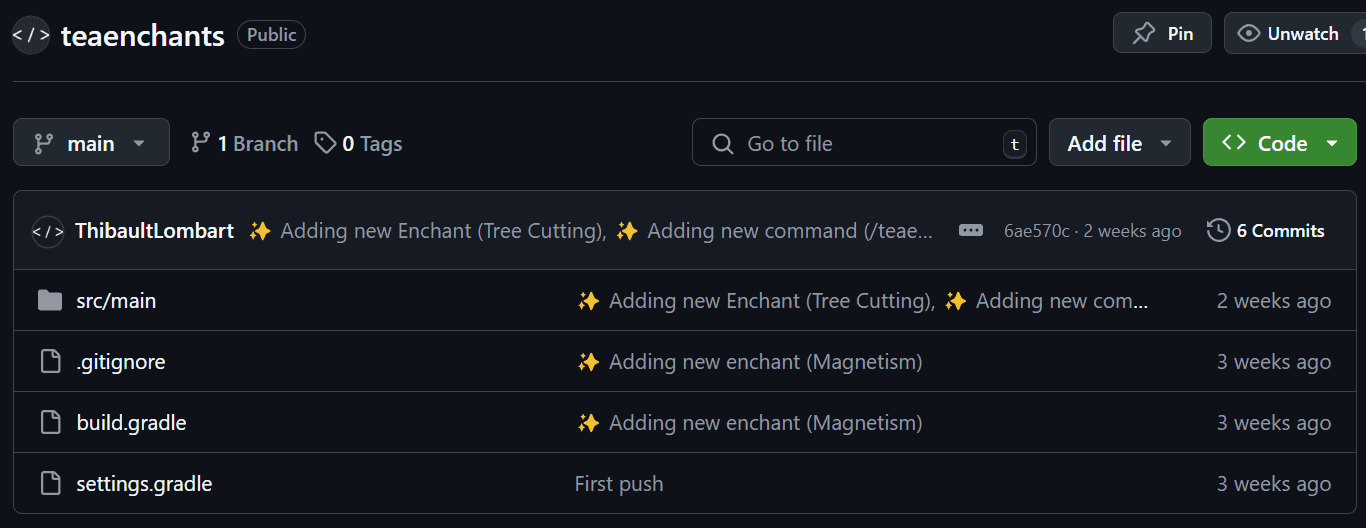 </> teaenchants Public Pin Unwatch
main 1 Branch 0 Tags Go to file t Add file Code
</> ThibaultLombart ✨ Adding new Enchant (Tree Cutting), ✨ Adding new command (/teae... 6ae570c · 2 weeks ago 6 Commits
src/main ✨ Adding new Enchant (Tree Cutting), ✨ Adding new com... 2 weeks ago
.gitignore ✨ Adding new enchant (Magnetism) 3 weeks ago
build.gradle ✨ Adding new enchant (Magnetism) 3 weeks ago
settings.gradle First push 3 weeks ago